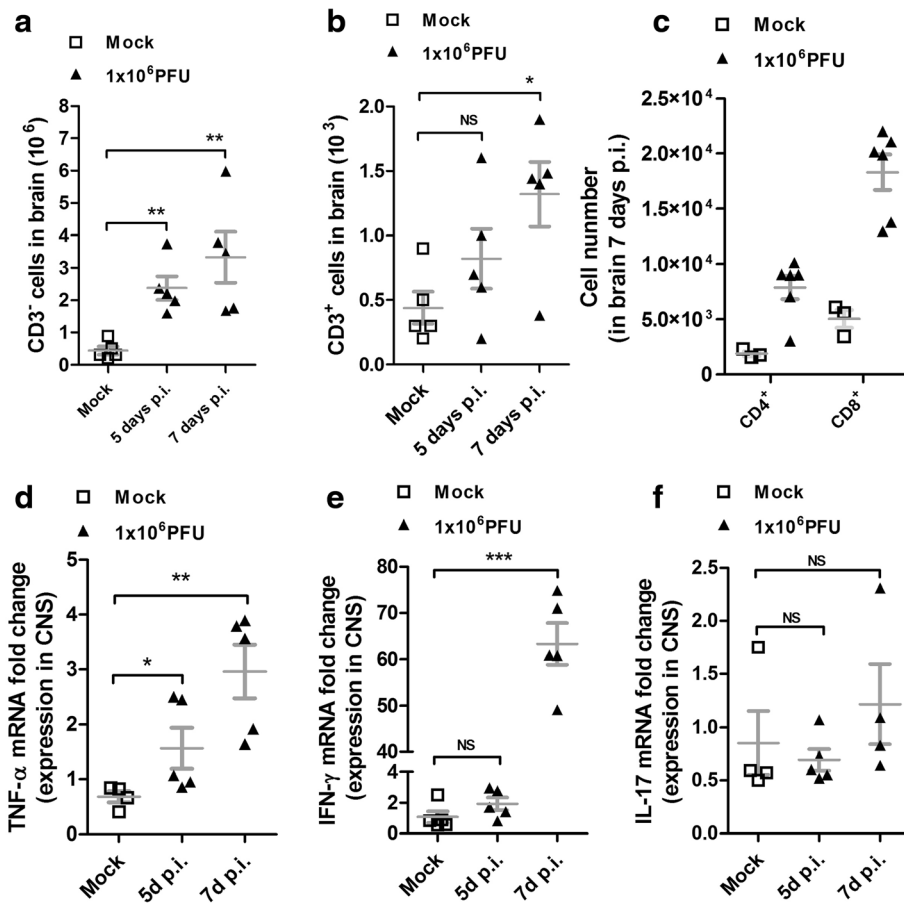 a
□ Mock
▲ 1x10⁶PFU
CD3⁻ cells in brain (10⁶)
8
7
6
5
4
3
2
1
0
**
**
Mock
5 days p.i.
7 days p.i.
b
□ Mock
▲ 1x10⁶PFU
CD3⁺ cells in brain (10³)
2.0
1.5
1.0
0.5
0.0
*
NS
Mock
5 days p.i.
7 days p.i.
c
□ Mock
▲ 1x10⁶PFU
Cell nunmber
(in brain 7 days p.i.)
2.5×10⁴
2.0×10⁴
1.5×10⁴
1.0×10⁴
5.0×10³
0
CD4⁺
CD8⁺
d
□ Mock
▲ 1x10⁶PFU
TNF-α mRNA fold change
(expression in CNS)
5
4
3
2
1
0
**
*
Mock
5d p.i.
7d p.i.
e
□ Mock
▲ 1x10⁶PFU
IFN-γ mRNA fold change
(expression in CNS)
80
70
60
50
40
4
2
0
***
NS
Mock
5d p.i.
7d p.i.
f
□ Mock
▲ 1x10⁶PFU
IL-17 mRNA fold change
(expression in CNS)
2.5
2.0
1.5
1.0
0.5
0.0
NS
NS
Mock
5d p.i.
7d p.i.